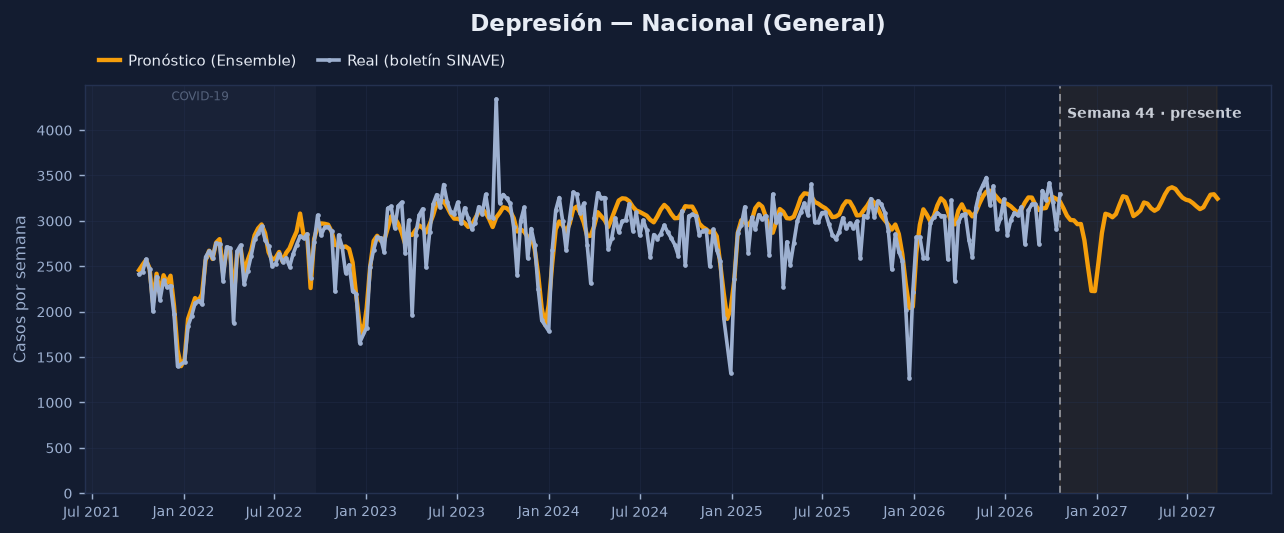 Depresión — Nacional (General)
Pronóstico (Ensemble)
Real (boletín SINAVE)
COVID-19
Semana 44 · presente
Casos por semana
4000
3500
3000
2500
2000
1500
1000
500
0
Jul 2021
Jan 2022
Jul 2022
Jan 2023
Jul 2023
Jan 2024
Jul 2024
Jan 2025
Jul 2025
Jan 2026
Jul 2026
Jan 2027
Jul 2027